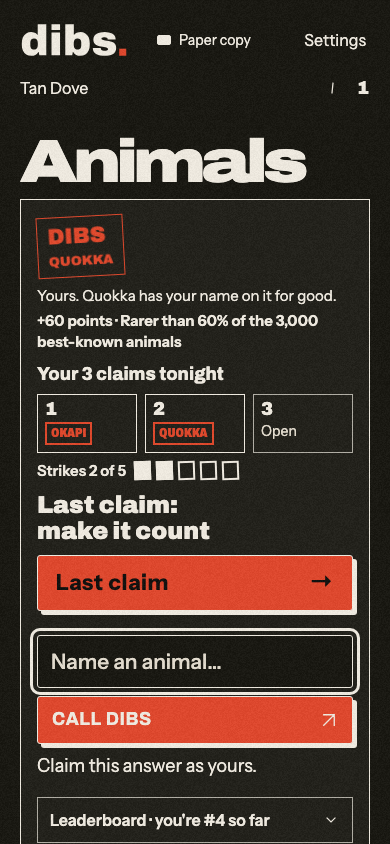 dibs.
Paper copy
Settings
Tan Dove
/ 1
Animals
DIBS
QUOKKA
Yours. Quokka has your name on it for good.
+60 points · Rarer than 60% of the 3,000
best-known animals
Your 3 claims tonight
1
OKAPI
2
QUOKKA
3
Open
Strikes 2 of 5
Last claim:
make it count
Last claim →
Name an animal...
CALL DIBS ↗
Claim this answer as yours.
Leaderboard · you're #4 so far